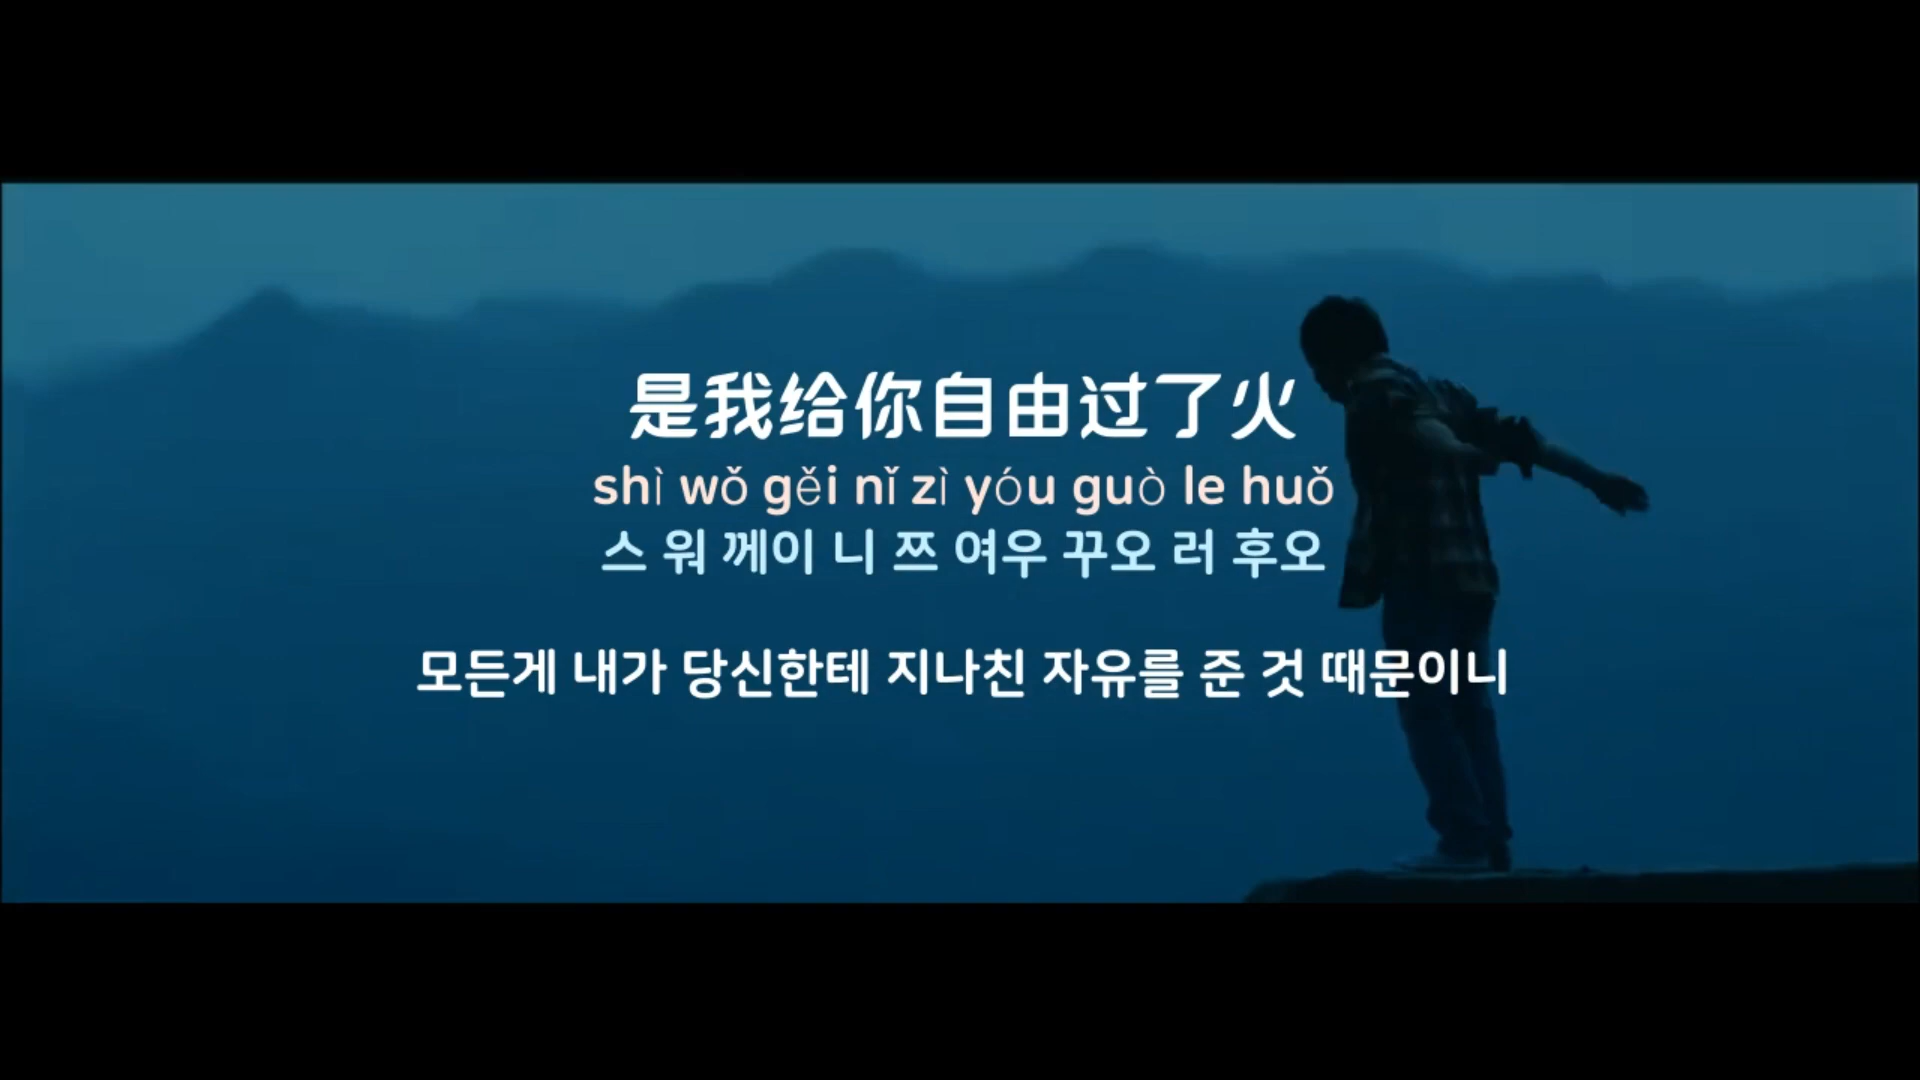 是我给你自由过了火
shì wǒ gěi nǐ zì yóu guò le huǒ
스 워 께이 니 쯔 여우 꾸오 러 후오
모든게 내가 당신한테 지나친 자유를 준 것 때문이니